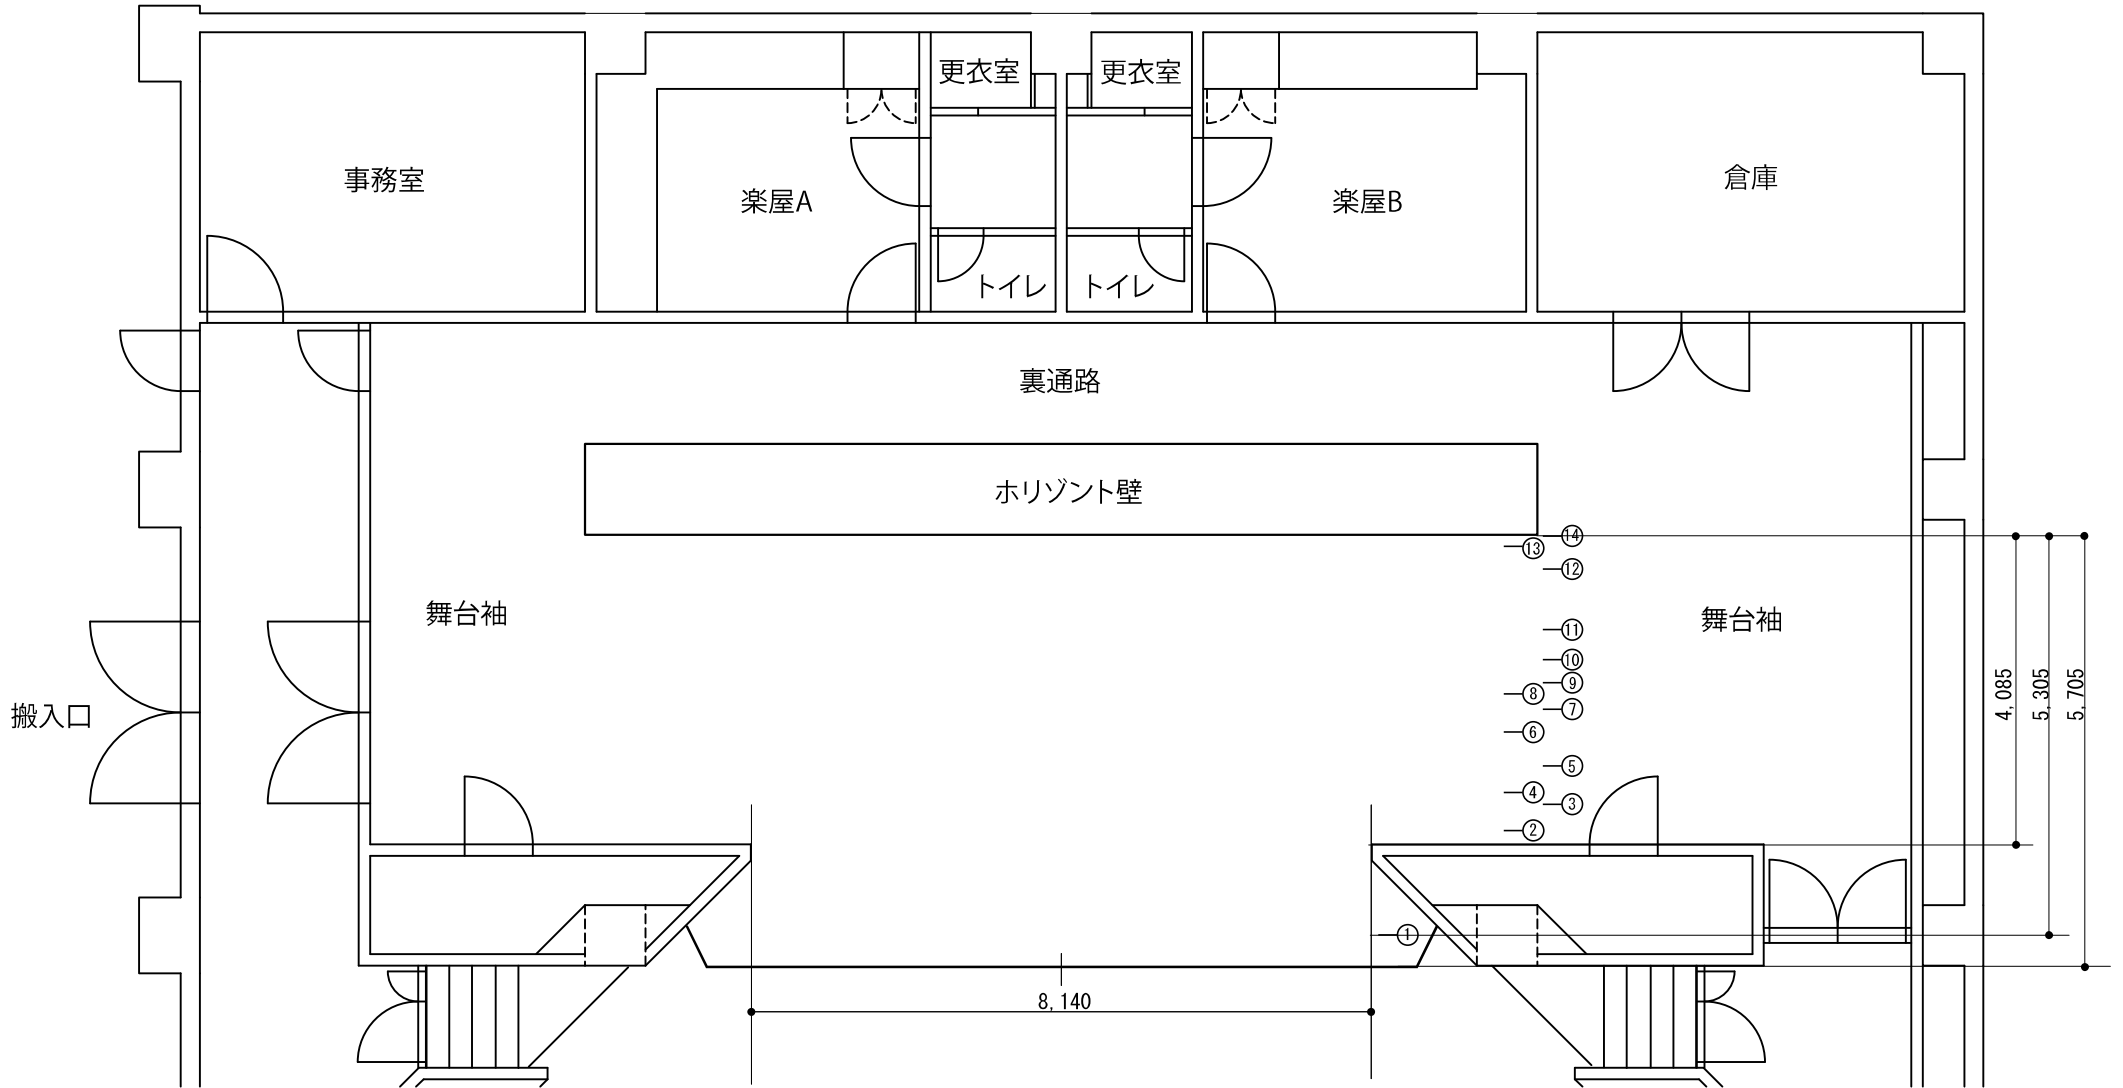 更衣室
更衣室
事務室
楽屋A
楽屋B
倉庫
トイレ
トイレ
裏通路
ホリゾント壁
⑭
⑬
⑫
舞台袖
舞台袖
⑪
⑩
⑨
⑧
⑦
⑥
⑤
④
③
②
①
搬入口
4,085
5,305
5,705
8,140